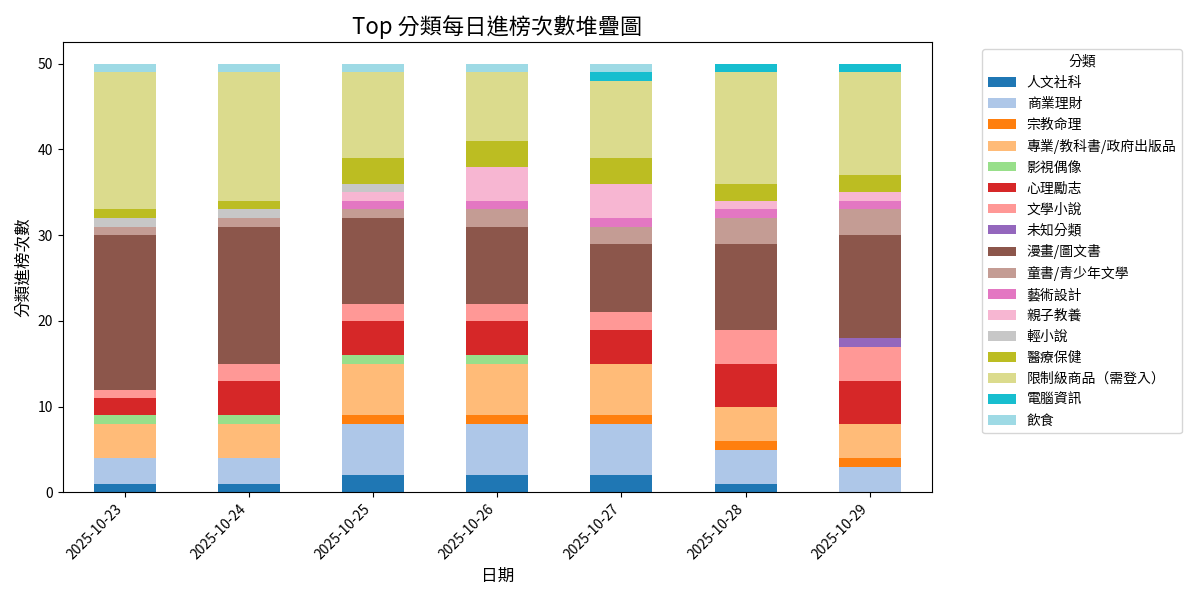 Top 分類每日進榜次數堆疊圖
分類進榜次數
50
40
30
20
10
0
2025-10-23
2025-10-24
2025-10-25
2025-10-26
2025-10-27
2025-10-28
2025-10-29
日期
分類
人文社科
商業理財
宗教命理
專業/教科書/政府出版品
影視偶像
心理勵志
文學小說
未知分類
漫畫/圖文書
童書/青少年文學
藝術設計
親子教養
輕小說
醫療保健
限制級商品（需登入）
電腦資訊
飲食